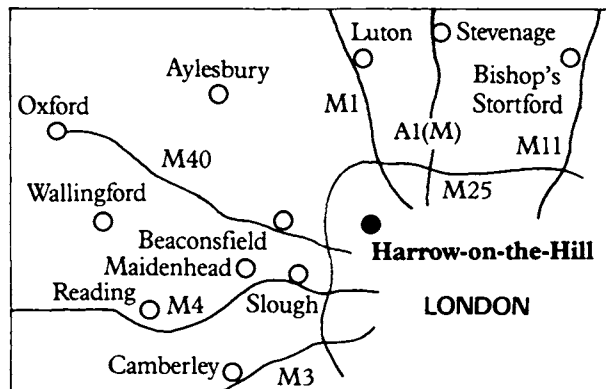 Luton
Stevenage
Aylesbury
Bishop's
Stortford
Oxford
M1
A1(M)
M11
M40
M25
Wallingford
Beaconsfield
Harrow-on-the-Hill
Maidenhead
Reading
M4
Slough
LONDON
Camberley
M3